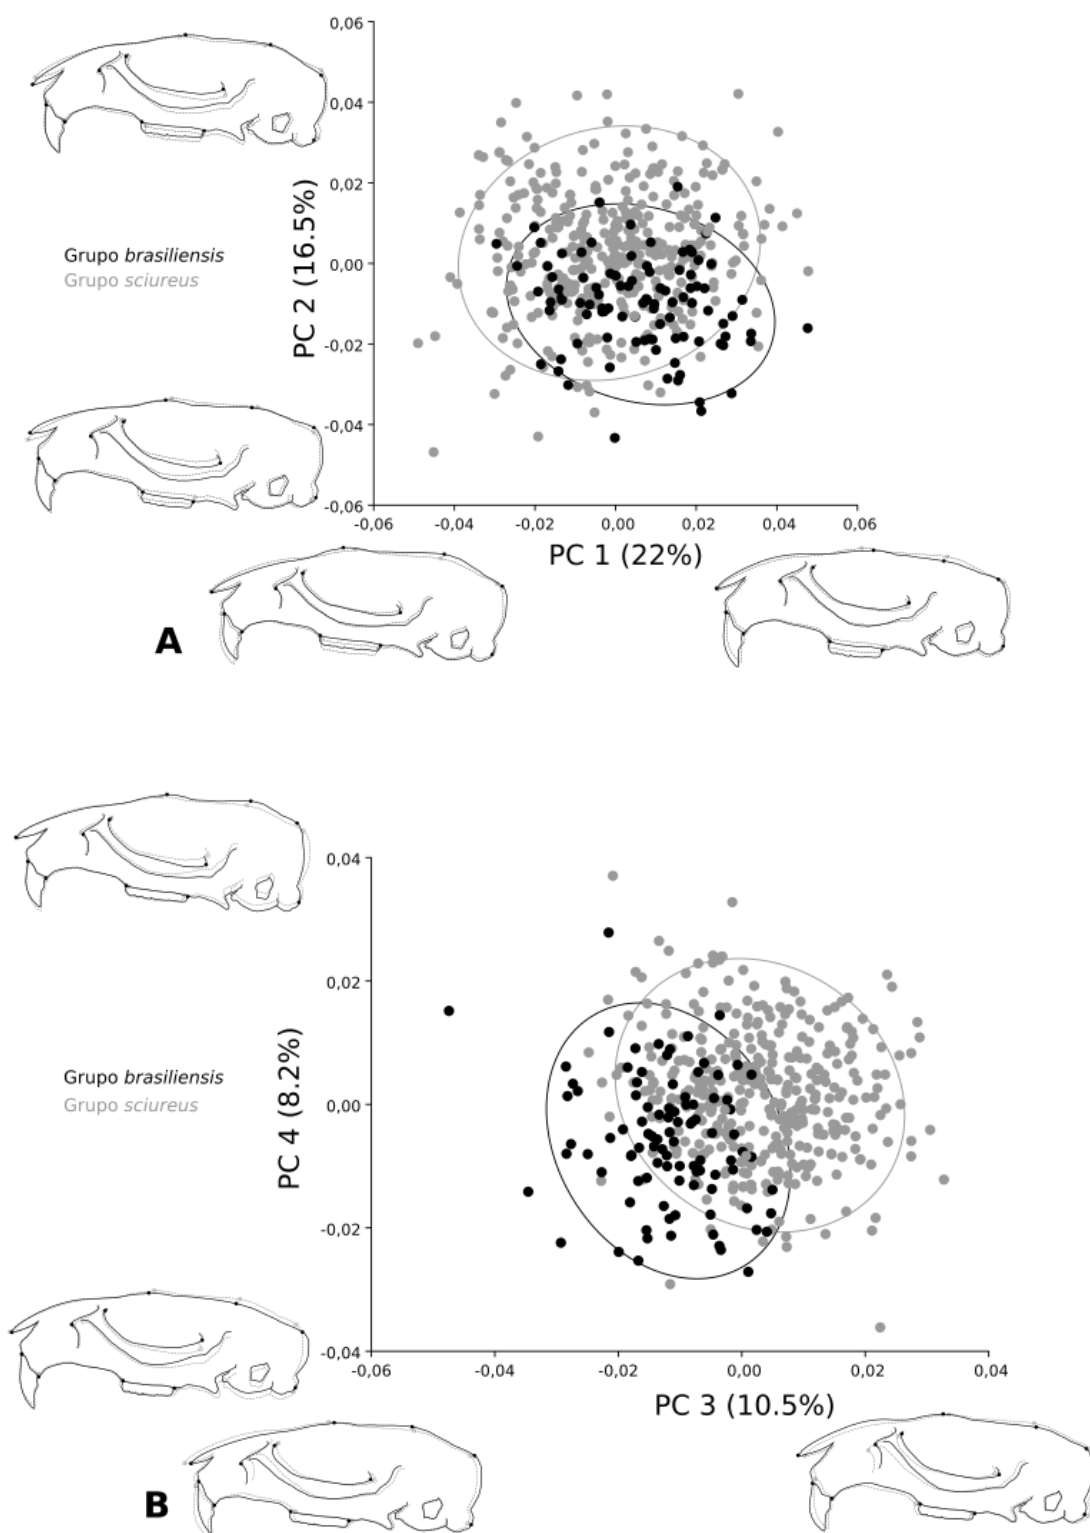 0,06
0,04
0,02
0,00
-0,02
-0,04
-0,06
PC 2 (16.5%)
Grupo brasiliensis
Grupo sciureus
-0,06 -0,04 -0,02 0,00 0,02 0,04 0,06
PC 1 (22%)
A
0,04
0,02
0,00
-0,02
-0,04
PC 4 (8.2%)
Grupo brasiliensis
Grupo sciureus
-0,06 -0,04 -0,02 0,00 0,02 0,04
PC 3 (10.5%)
B